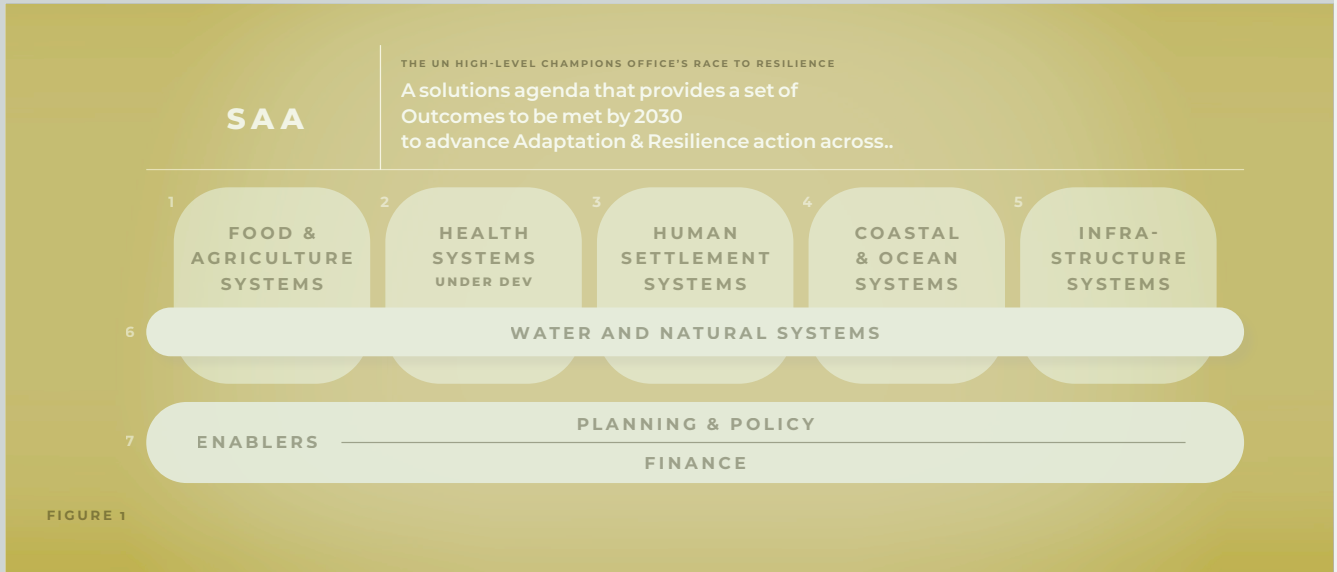 THE UN HIGH-LEVEL CHAMPIONS OFFICE'S RACE TO RESILIENCE
SAA
A solutions agenda that provides a set of
Outcomes to be met by 2030
to advance Adaptation & Resilience action across..
1
FOOD &
AGRICULTURE
SYSTEMS
2
HEALTH
SYSTEMS
UNDER DEV
3
HUMAN
SETTLEMENT
SYSTEMS
4
COASTAL
& OCEAN
SYSTEMS
5
INFRA-
STRUCTURE
SYSTEMS
6
WATER AND NATURAL SYSTEMS
7
ENABLERS
PLANNING & POLICY
FINANCE
FIGURE 1